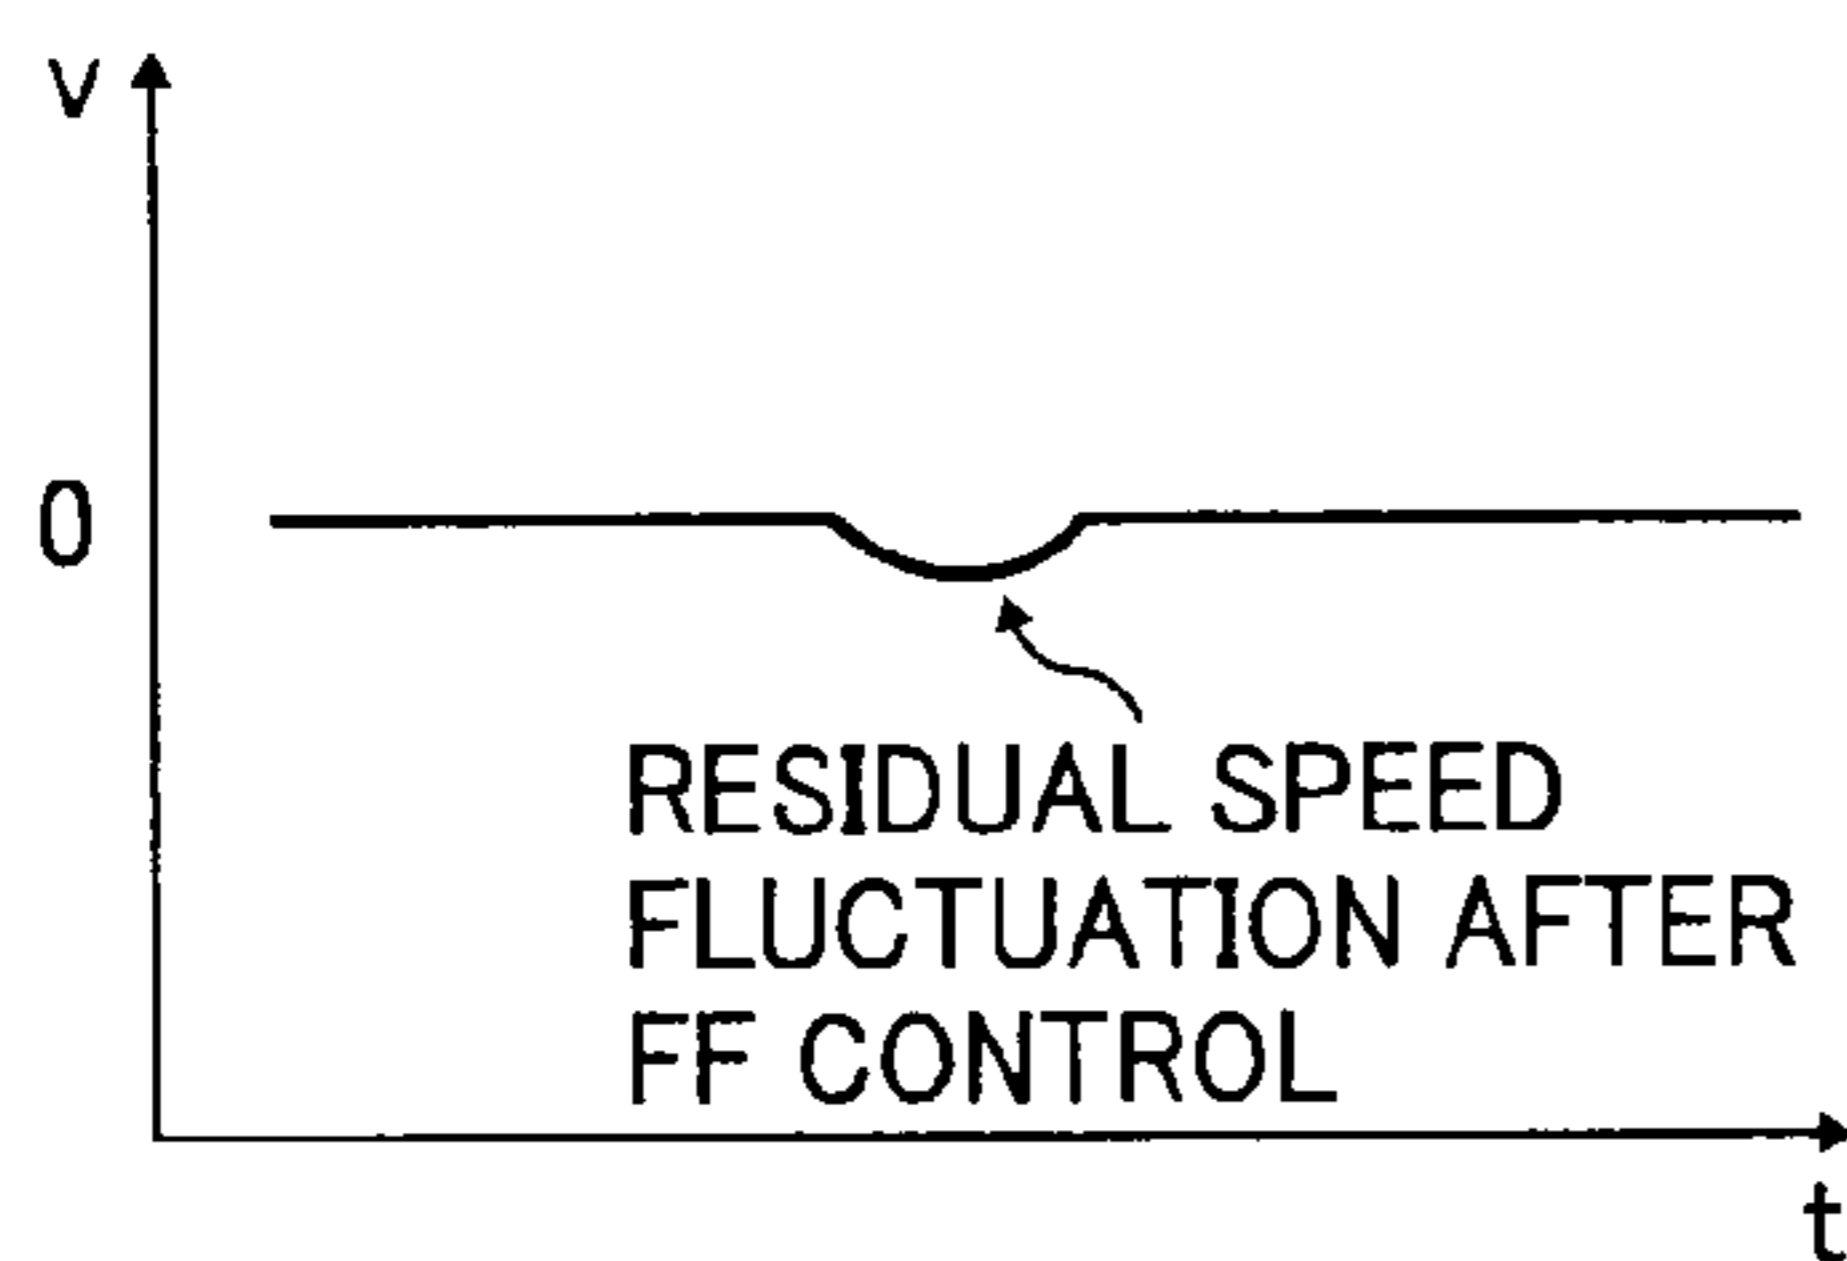 v
0
RESIDUAL SPEED
FLUCTUATION AFTER
FF CONTROL
t